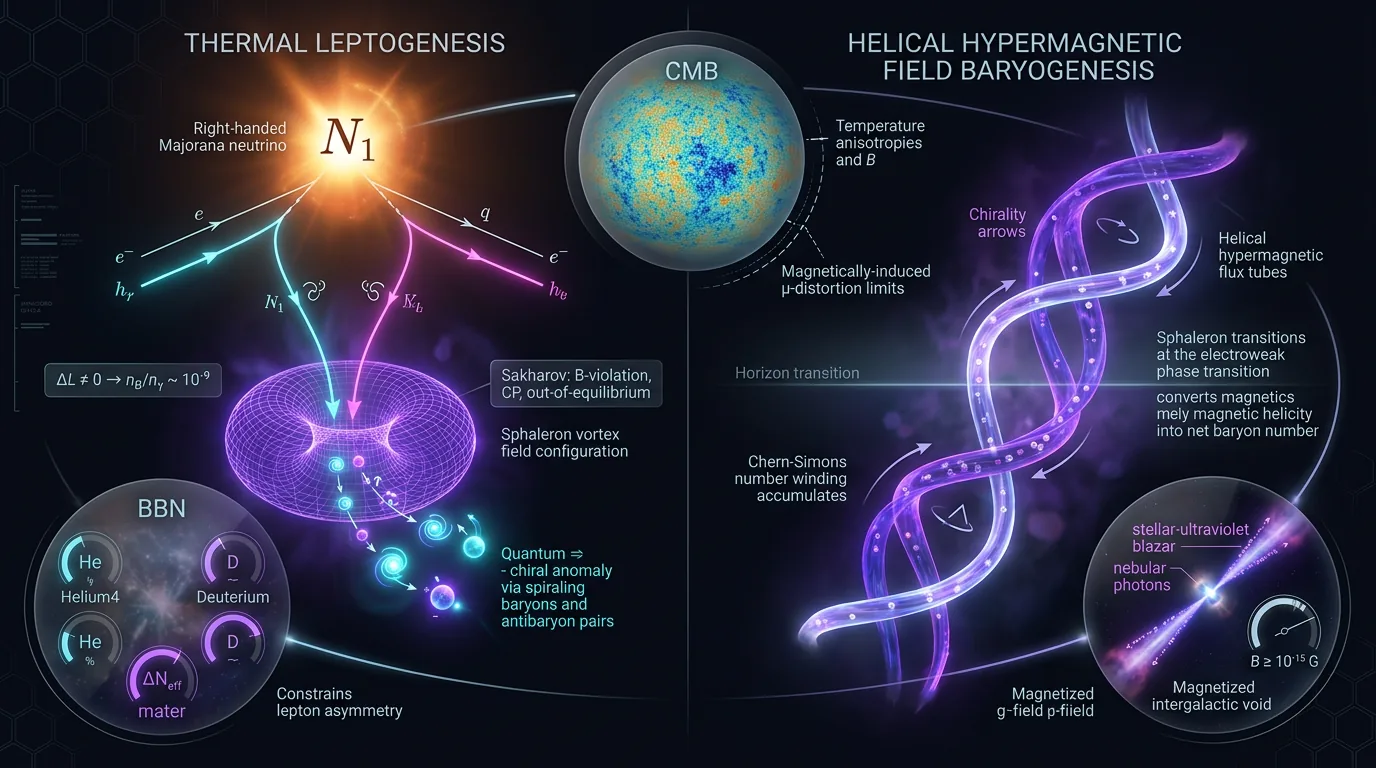 THERMAL LEPTOGENESIS
Right-handed
Majorana neutrino
N₁
e
q
e⁻
e⁻
N₁
ΔL ≠ 0 → n_B/n_γ ~ 10⁻⁹
Sakharov: B-violation,
CP, out-of-equilibrium
Sphaleron vortex
field configuration
Quantum ⇒
- chiral anomaly
via spiraling
baryons and
antibaryon pairs
BBN
He
D
Helium4
Deuterium
He
D
%
~
ΔN_eff
mater
Constrains
lepton asymmetry
CMB
Temperature
anisotropies
and B
Magnetically-induced
μ-distortion limits
HELICAL HYPERMAGNETIC
FIELD BARYOGENESIS
Chirality
arrows
Helical
hypermagnetic
flux tubes
Horizon transition
Sphaleron transitions
at the electroweak
phase transition
converts magnetics
mely magnetic helicity
into net baryon number
Chern-Simons
number winding
accumulates
stellar-ultraviolet
blazar
nebular
photons
B ≥ 10⁻¹⁵ G
Magnetized
intergalactic void
Magnetized
g-field p-fiield